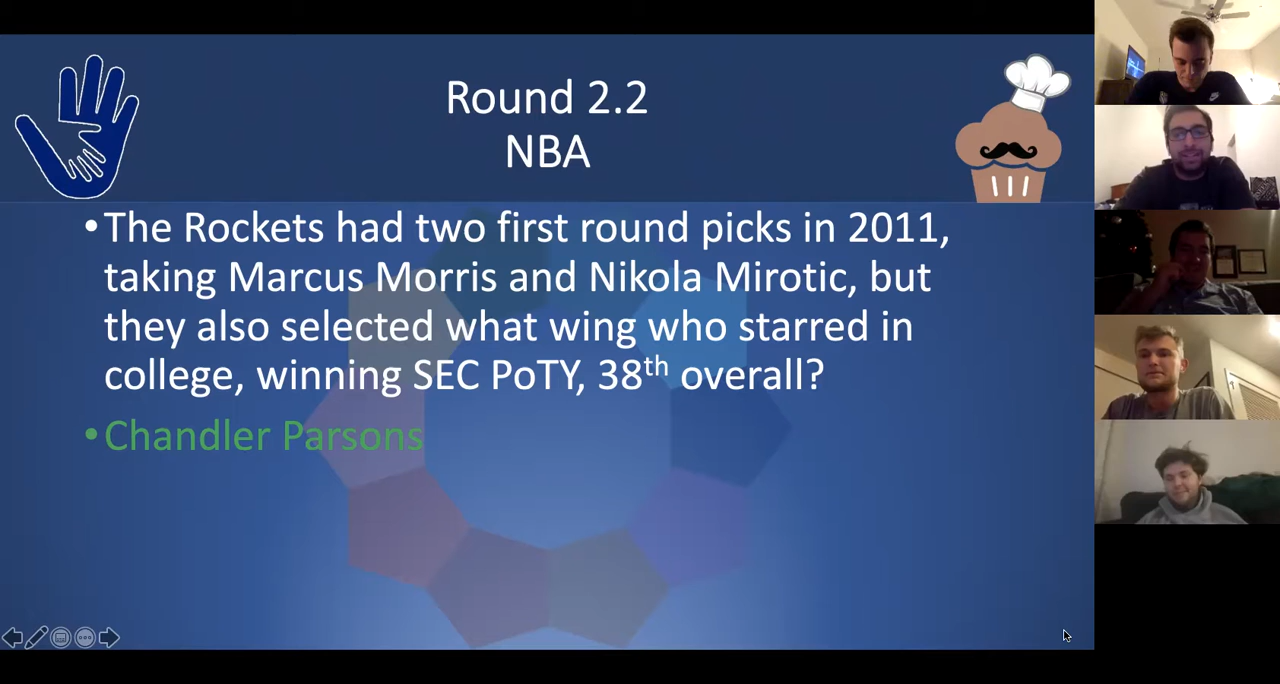 Round 2.2
NBA
•The Rockets had two first round picks in 2011,
taking Marcus Morris and Nikola Mirotic, but
they also selected what wing who starred in
college, winning SEC PoTY, 38th overall?
•Chandler Parsons